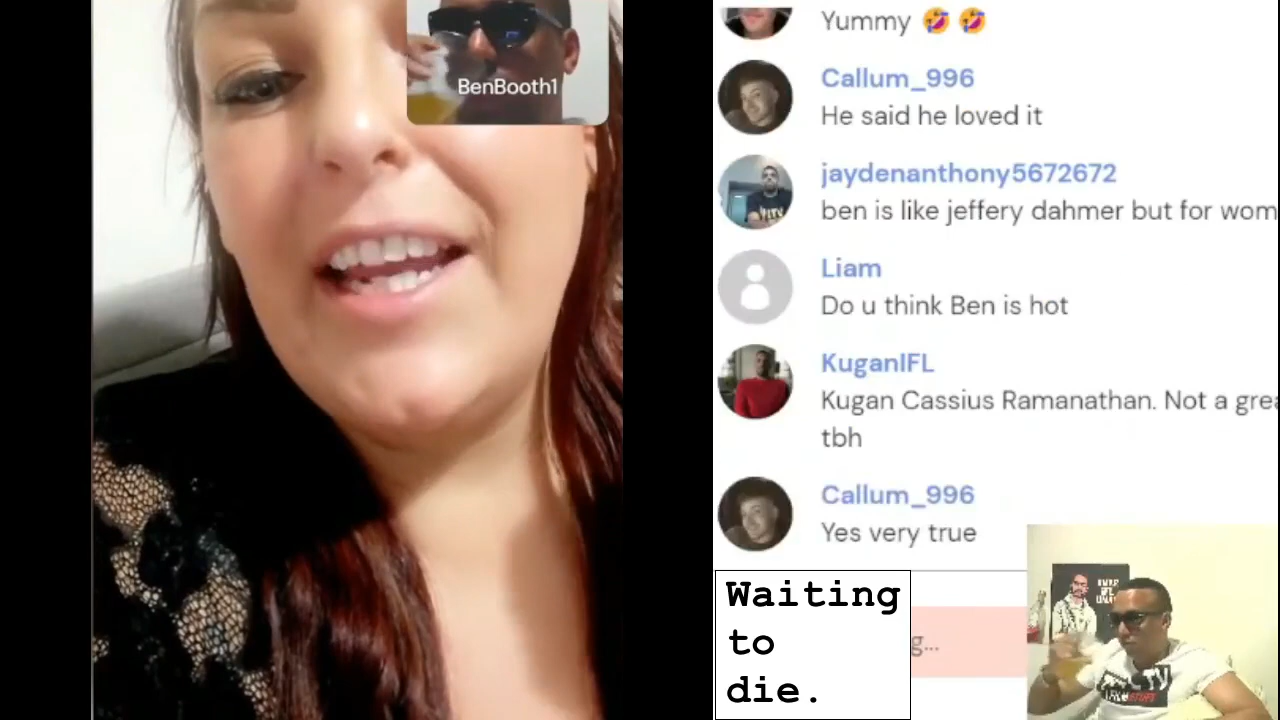 BenBooth1
Yummy 🤣 🤣
Callum_996
He said he loved it
jaydenanthony5672672
ben is like jeffery dahmer but for wom
Liam
Do u think Ben is hot
KuganIFL
Kugan Cassius Ramanathan. Not a grea
tbh
Callum_996
Yes very true
Waiting
to
die.
g...